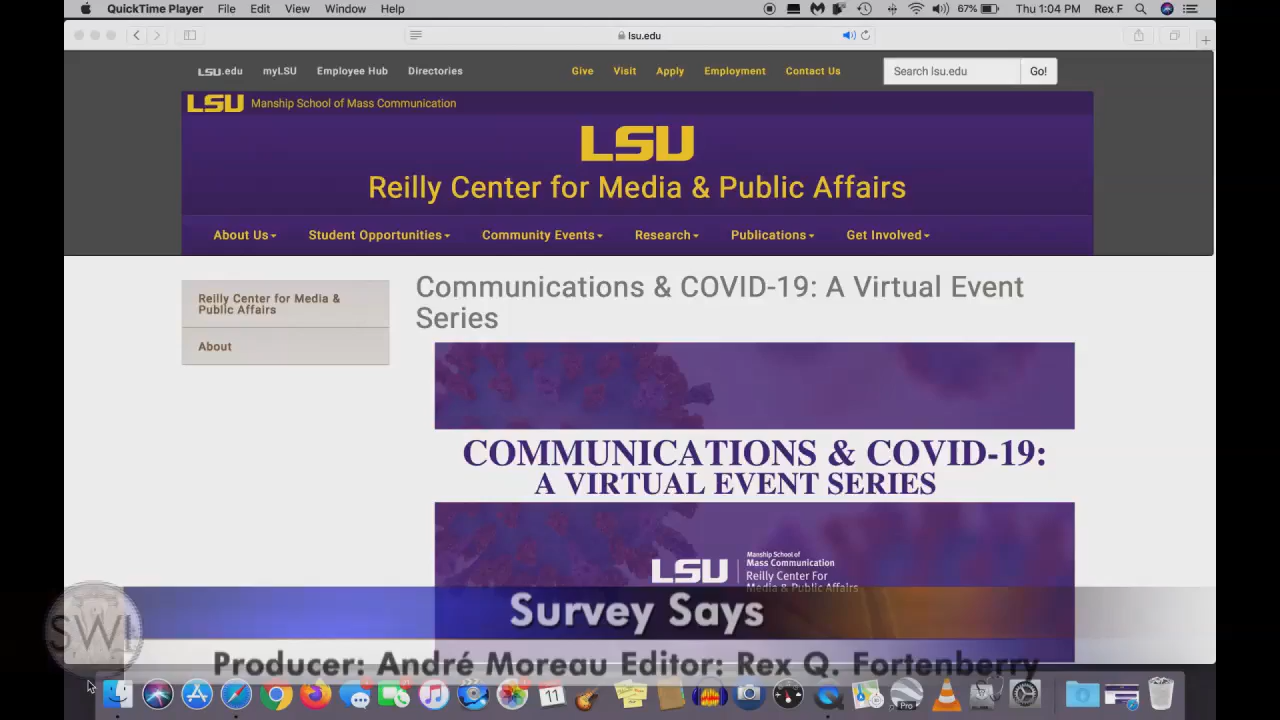 QuickTime Player File Edit View Window Help 67% Thu 1:04 PM Rex F
lsu.edu
LSU.edu myLSU Employee Hub Directories Give Visit Apply Employment Contact Us Search lsu.edu Go!
LSU Manship School of Mass Communication
LSU
Reilly Center for Media & Public Affairs
About Us Student Opportunities Community Events Research Publications Get Involved
Reilly Center for Media &
Public Affairs
About
Communications & COVID-19: A Virtual Event
Series
COMMUNICATIONS & COVID-19:
A VIRTUAL EVENT SERIES
LSU
Manship School of
Mass Communication
Reilly Center For
Media & Public Affairs
Survey Says
SWL
Producer: André Moreau Editor: Rex Q. Fortenberry
11
Pro